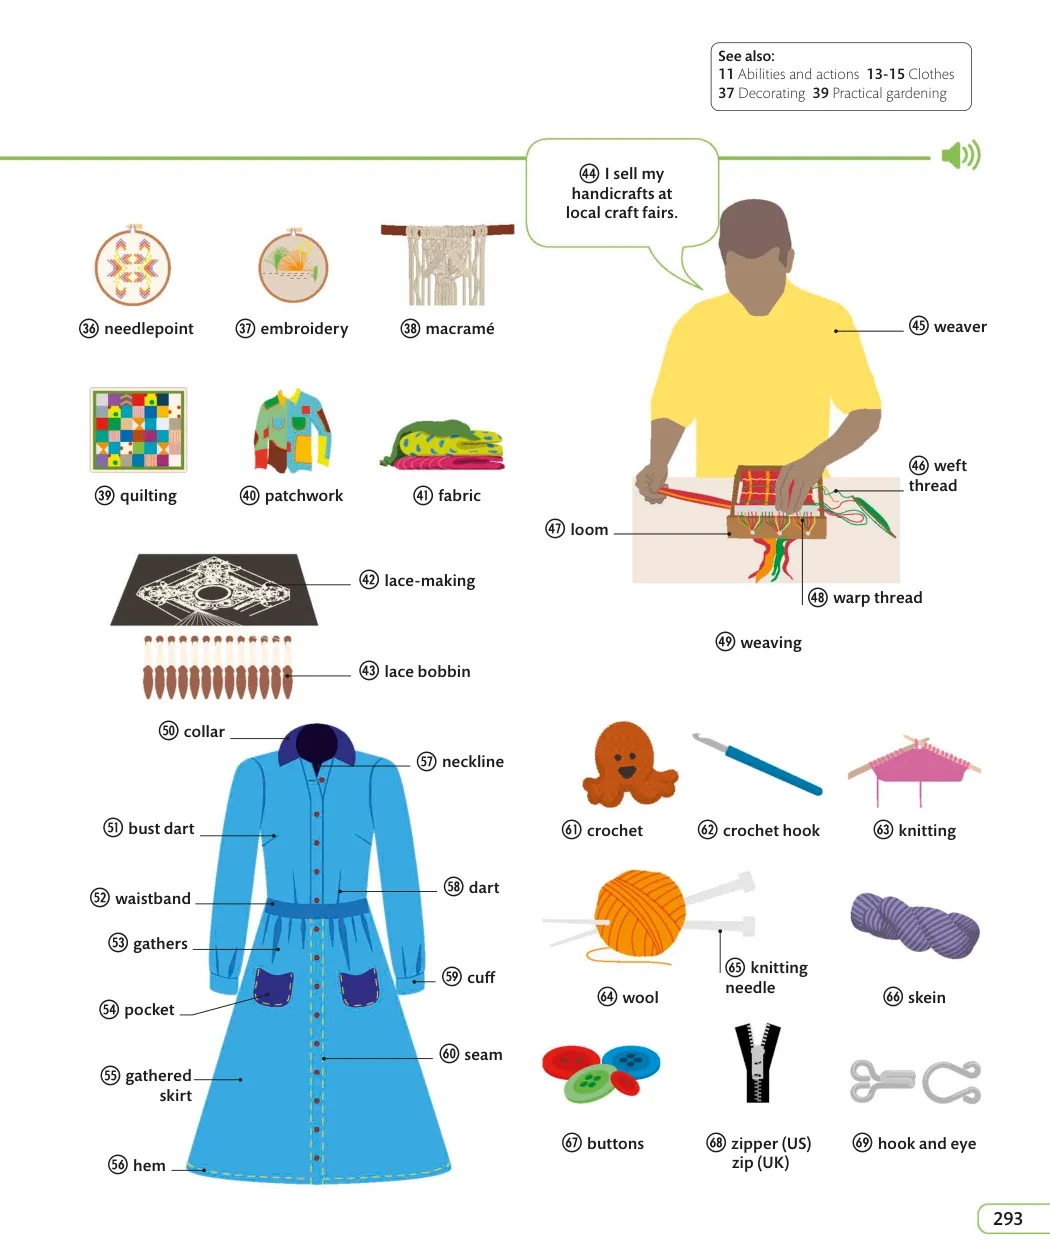 See also:
11 Abilities and actions 13-15 Clothes
37 Decorating 39 Practical gardening
44 I sell my
handicrafts at
local craft fairs.
36 needlepoint
37 embroidery
38 macramé
45 weaver
39 quilting
40 patchwork
41 fabric
46 weft
thread
47 loom
48 warp thread
49 weaving
42 lace-making
43 lace bobbin
50 collar
57 neckline
51 bust dart
58 dart
52 waistband
53 gathers
59 cuff
54 pocket
60 seam
55 gathered
skirt
56 hem
61 crochet
62 crochet hook
63 knitting
64 wool
65 knitting
needle
66 skein
67 buttons
68 zipper (US)
zip (UK)
69 hook and eye
293